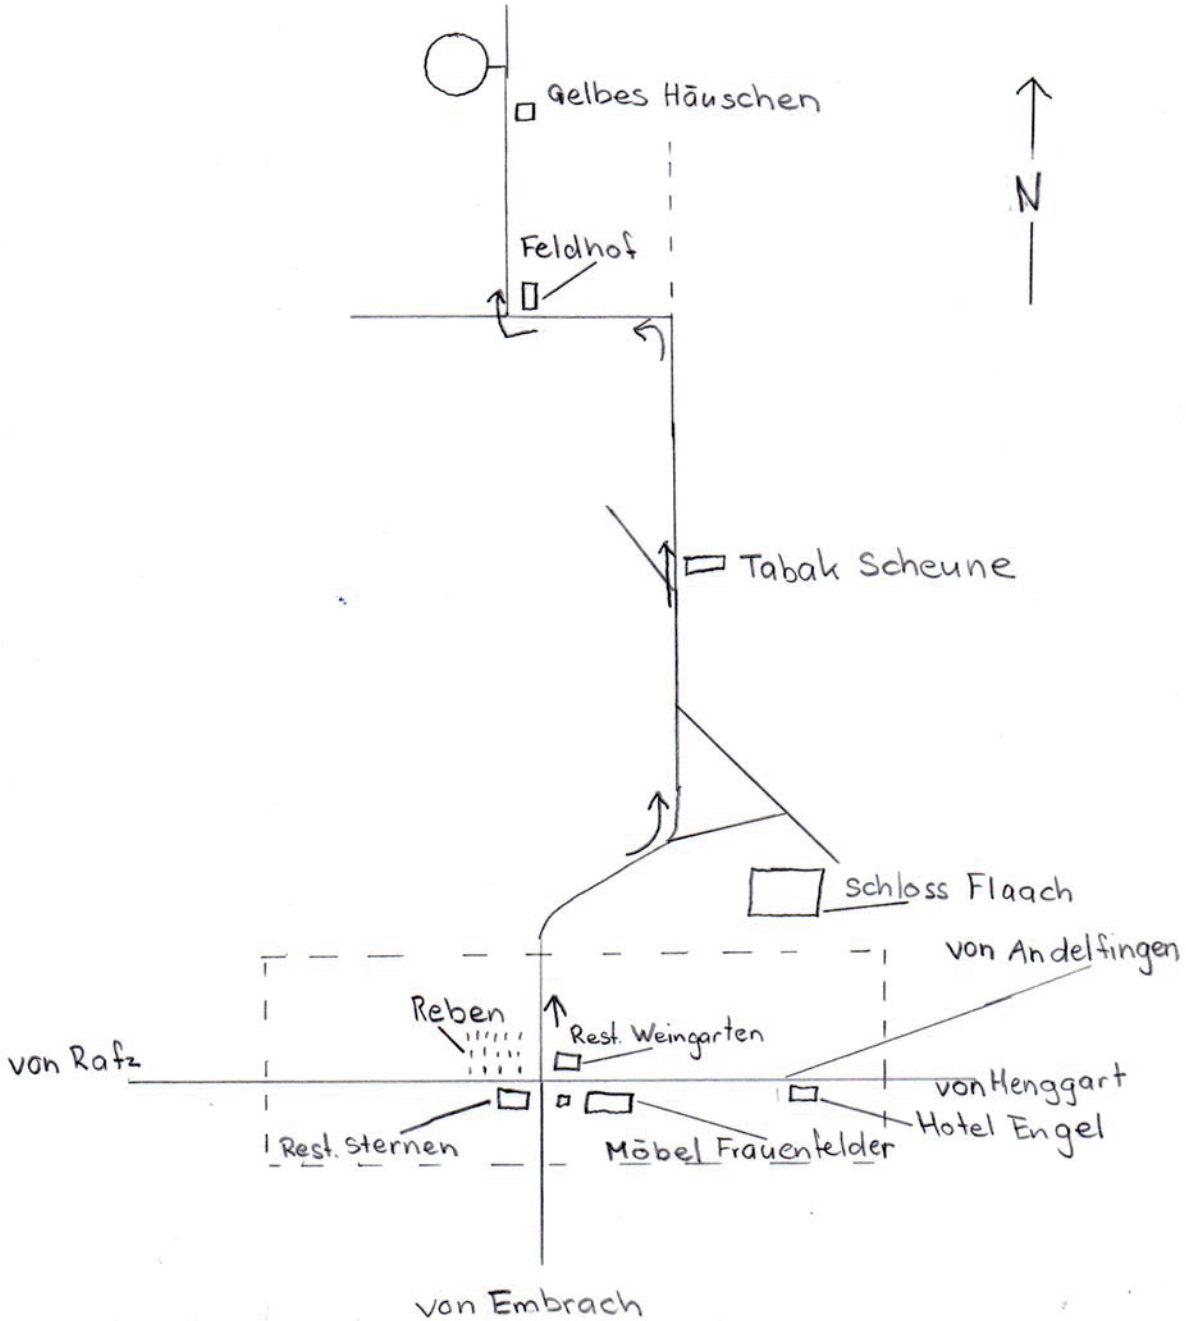 Gelbes Häuschen
N
Feldhof
Tabak Scheune
Schloss Flaach
von Andelfingen
Reben
Rest. Weingarten
von Rafz
von Henggart
Hotel Engel
Rest. Sternen
Möbel Frauenfelder
von Embrach